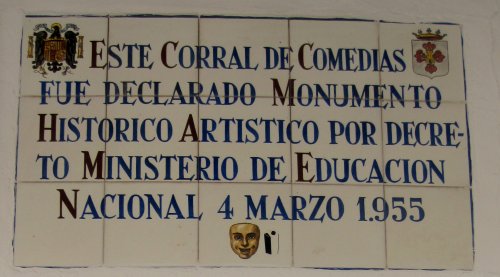 ESTE CORRAL DE COMEDIAS
FUE DECLARADO MONUMENTO
HISTORICO ARTISTICO POR DECRE-
TO MINISTERIO DE EDUCACION
NACIONAL 4 MARZO 1.955